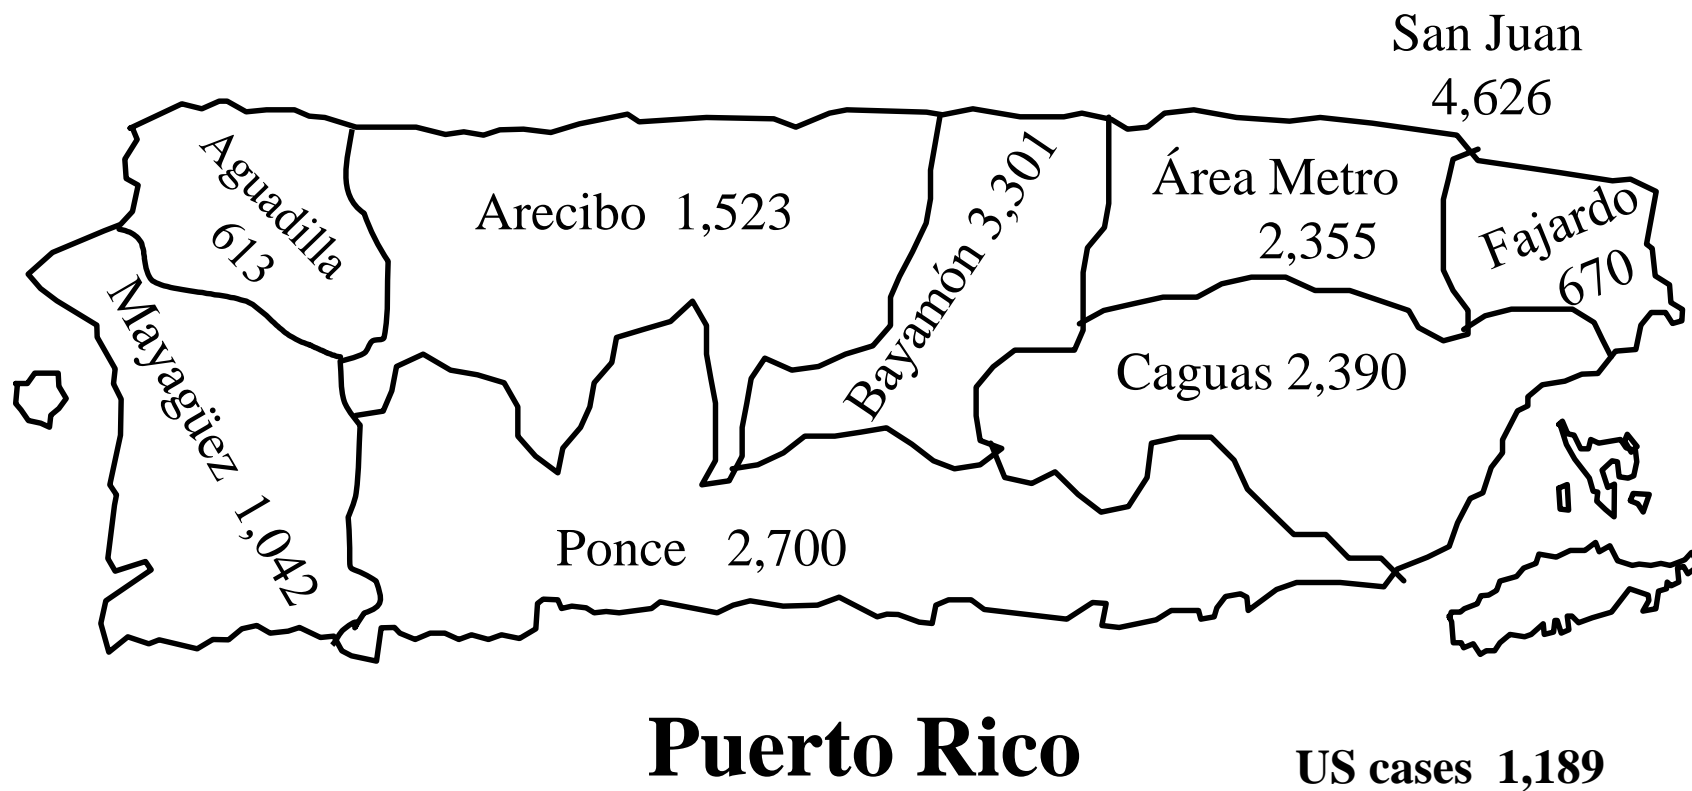 San Juan
4,626
Aguadilla
613
Arecibo 1,523
Bayamón 3,301
Área Metro
2,355
Fajardo
670
Mayagüez 1,042
Caguas 2,390
Ponce 2,700
Puerto Rico
US cases 1,189